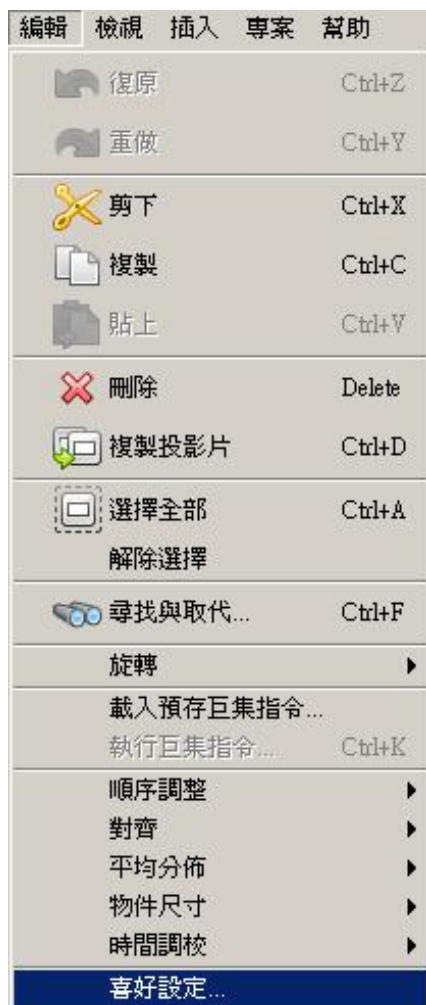 編輯 檢視 插入 專案 幫助
復原 Ctrl+Z
重做 Ctrl+Y
剪下 Ctrl+X
複製 Ctrl+C
貼上 Ctrl+V
刪除 Delete
複製投影片 Ctrl+D
選擇全部 Ctrl+A
解除選擇
尋找與取代... Ctrl+F
旋轉
載入預存巨集指令...
執行巨集指令... Ctrl+K
順序調整
對齊
平均分佈
物件尺寸
時間調校
喜好設定...